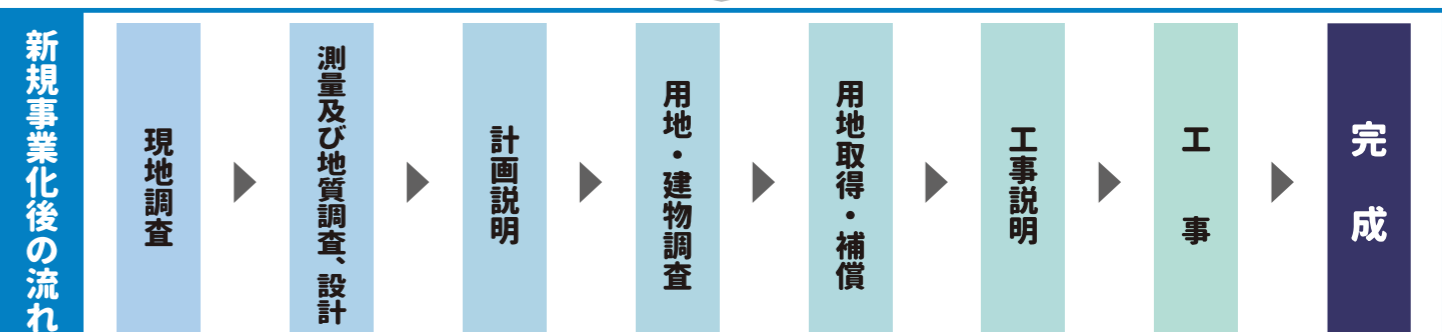 新規事業化後の流れ
現地調査
測量及び地質調査、設計
計画説明
用地・建物調査
用地取得・補償
工事説明
工事
完成